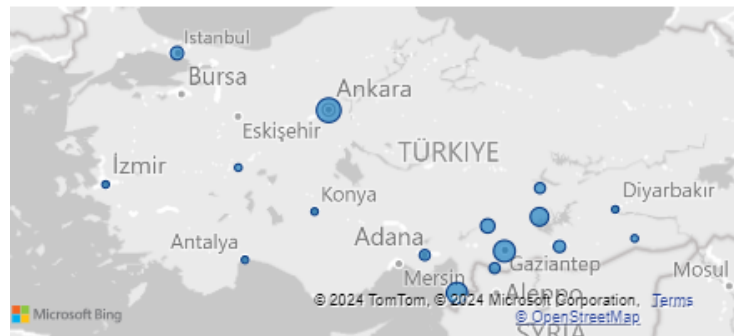 Istanbul
Bursa
Ankara
Eskişehir
TÜRKIYE
İzmir
Diyarbakır
Konya
Antalya
Adana
Gaziantep
Mersin
Mosul
Aleppo
© 2024 TomTom, © 2024 Microsoft Corporation, Terms
Microsoft Bing
© OpenStreetMap
SYRIA